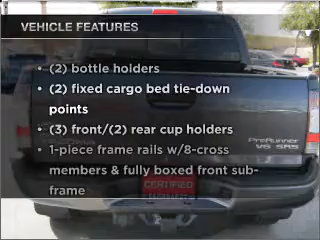 VEHICLE FEATURES
• (2) bottle holders
• (2) fixed cargo bed tie-down
points
• (3) front/(2) rear cup holders
• 1-piece frame rails w/8-cross
members & fully boxed front sub-
frame
PreRunner
V6 SR5
CERTIFIED